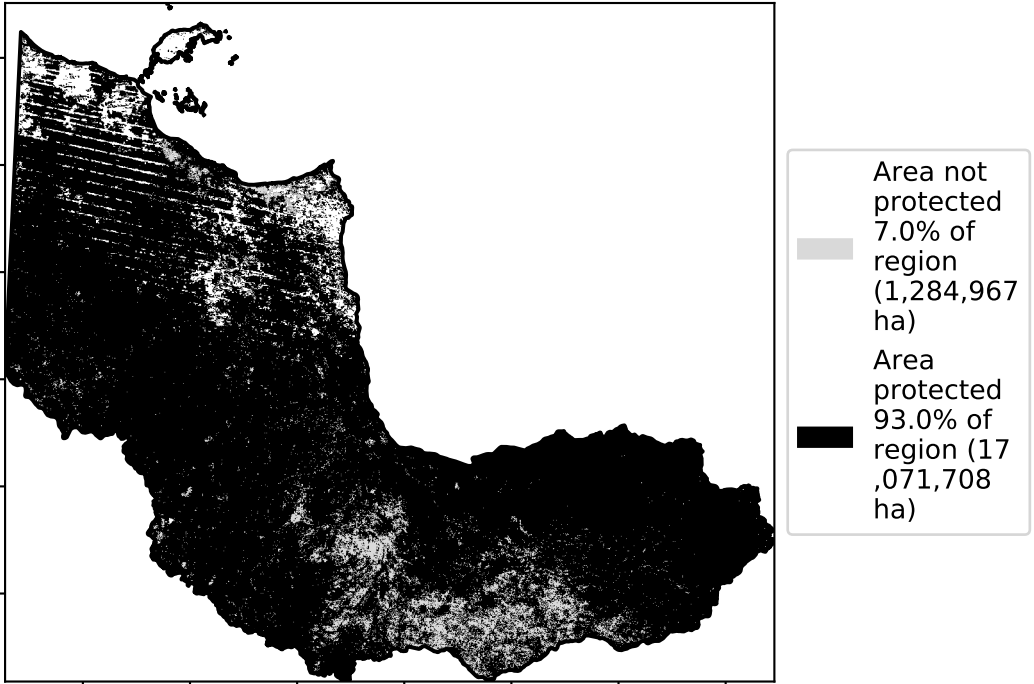 Area not
protected
7.0% of
region
(1,284,967
ha)
Area
protected
93.0% of
region (17
,071,708
ha)